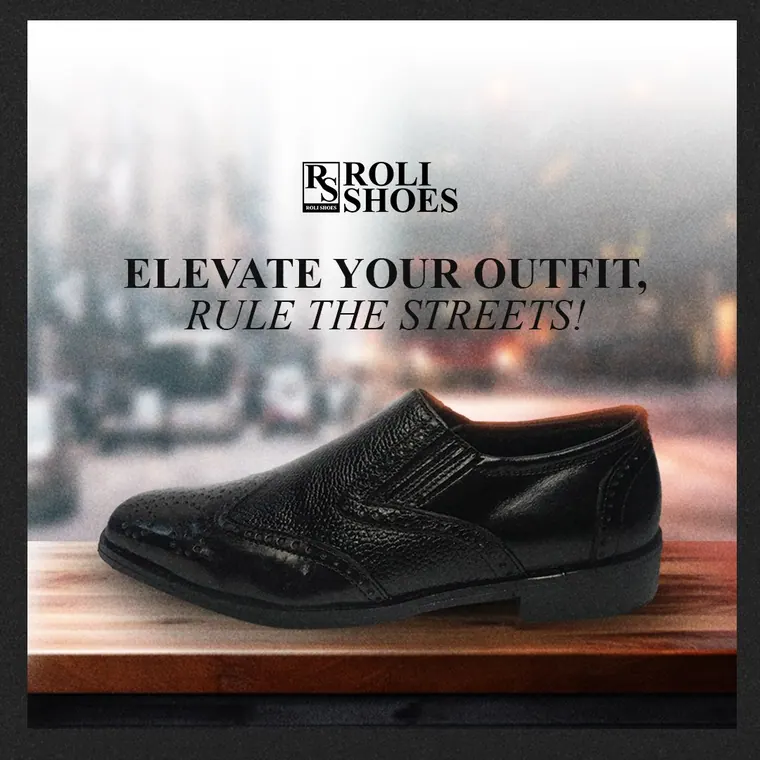 RS
ROLI SHOES
ROLI
SHOES
ELEVATE YOUR OUTFIT,
RULE THE STREETS!